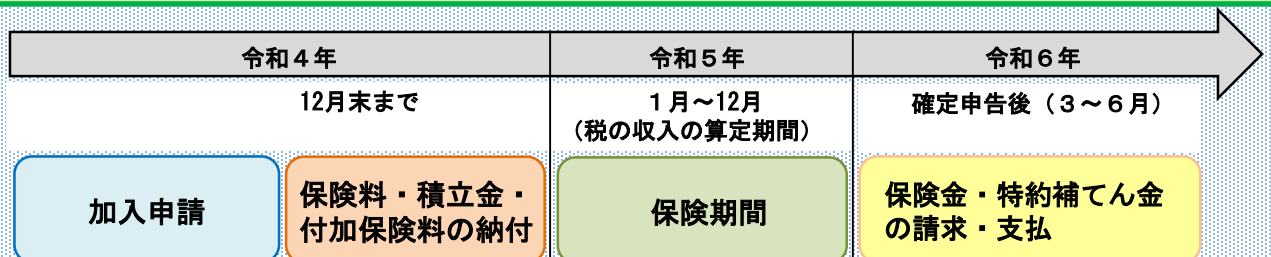 令和４年 令和５年 令和６年
12月末まで １月～12月 確定申告後（３～６月）
（税の収入の算定期間）
加入申請
保険料・積立金・
付加保険料の納付
保険期間
保険金・特約補てん金
の請求・支払